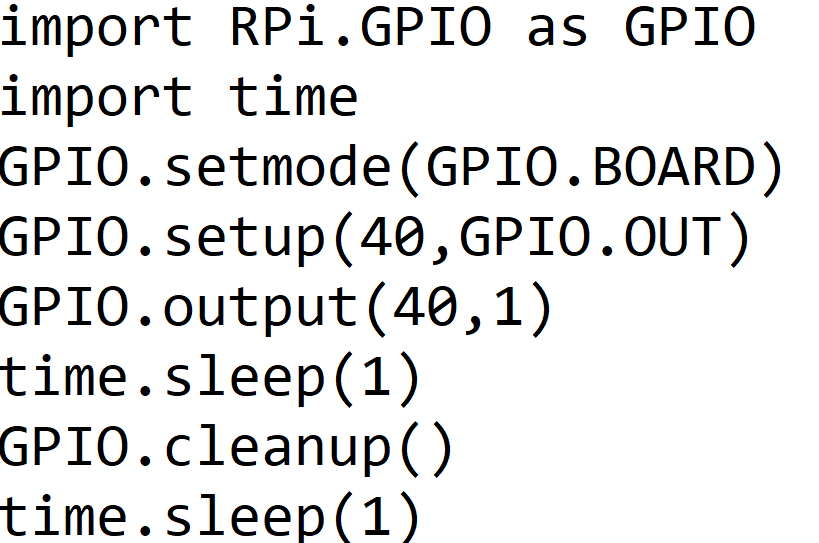 import RPi.GPIO as GPIO
import time
GPIO.setmode(GPIO.BOARD)
GPIO.setup(40,GPIO.OUT)
GPIO.output(40,1)
time.sleep(1)
GPIO.cleanup()
time.sleep(1)